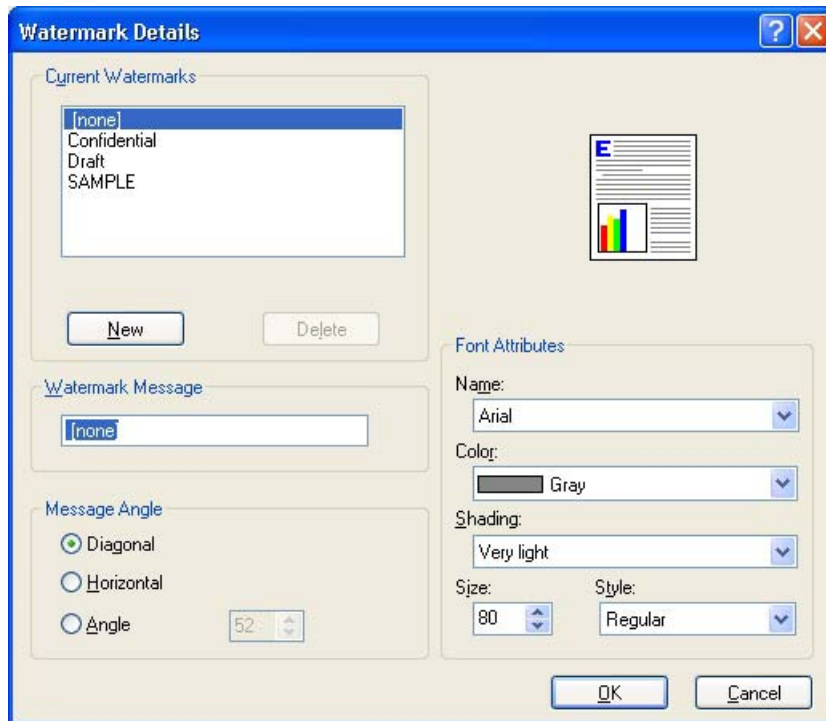 Watermark Details
Current Watermarks
[none]
Confidential
Draft
SAMPLE
New
Delete
Watermark Message
[none]
Message Angle
Diagonal
Horizontal
Angle
52
E
Font Attributes
Name:
Arial
Color:
Gray
Shading:
Very light
Size:
Style:
80
Regular
OK
Cancel